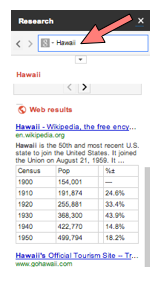 Research
Hawaii
Hawaii
Web results
Hawaii - Wikipedia, the free ency...
en.wikipedia.org
Hawaii is the 50th and most recent U.S.
state to join the United States. It joined
the Union on August 21, 1959. It ...
Census Pop %±
1900 154,001 —
1910 191,874 24.6%
1920 255,881 33.4%
1930 368,300 43.9%
1940 422,770 14.8%
1950 499,794 18.2%
Hawaii's Official Tourism Site -- Tr...
www.gohawaii.com